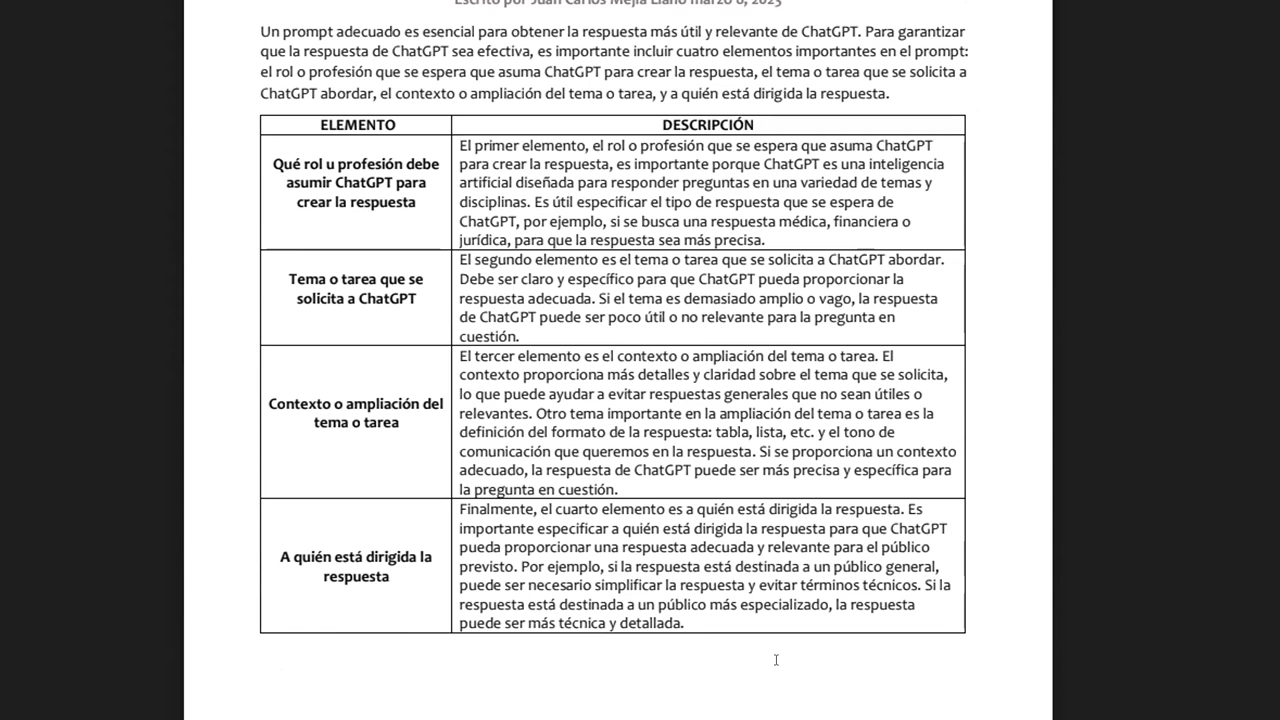 Escrito por Juan Carlos Mejía Llano marzo 8, 2023
Un prompt adecuado es esencial para obtener la respuesta más útil y relevante de ChatGPT. Para garantizar
que la respuesta de ChatGPT sea efectiva, es importante incluir cuatro elementos importantes en el prompt:
el rol o profesión que se espera que asuma ChatGPT para crear la respuesta, el tema o tarea que se solicita a
ChatGPT abordar, el contexto o ampliación del tema o tarea, y a quién está dirigida la respuesta.
ELEMENTO DESCRIPCIÓN
Qué rol u profesión debe
asumir ChatGPT para
crear la respuesta
El primer elemento, el rol o profesión que se espera que asuma ChatGPT
para crear la respuesta, es importante porque ChatGPT es una inteligencia
artificial diseñada para responder preguntas en una variedad de temas y
disciplinas. Es útil especificar el tipo de respuesta que se espera de
ChatGPT, por ejemplo, si se busca una respuesta médica, financiera o
jurídica, para que la respuesta sea más precisa.
Tema o tarea que se
solicita a ChatGPT
El segundo elemento es el tema o tarea que se solicita a ChatGPT abordar.
Debe ser claro y específico para que ChatGPT pueda proporcionar la
respuesta adecuada. Si el tema es demasiado amplio o vago, la respuesta
de ChatGPT puede ser poco útil o no relevante para la pregunta en
cuestión.
Contexto o ampliación del
tema o tarea
El tercer elemento es el contexto o ampliación del tema o tarea. El
contexto proporciona más detalles y claridad sobre el tema que se solicita,
lo que puede ayudar a evitar respuestas generales que no sean útiles o
relevantes. Otro tema importante en la ampliación del tema o tarea es la
definición del formato de la respuesta: tabla, lista, etc. y el tono de
comunicación que queremos en la respuesta. Si se proporciona un contexto
adecuado, la respuesta de ChatGPT puede ser más precisa y específica para
la pregunta en cuestión.
A quién está dirigida la
respuesta
Finalmente, el cuarto elemento es a quién está dirigida la respuesta. Es
importante especificar a quién está dirigida la respuesta para que ChatGPT
pueda proporcionar una respuesta adecuada y relevante para el público
previsto. Por ejemplo, si la respuesta está destinada a un público general,
puede ser necesario simplificar la respuesta y evitar términos técnicos. Si la
respuesta está destinada a un público más especializado, la respuesta
puede ser más técnica y detallada.